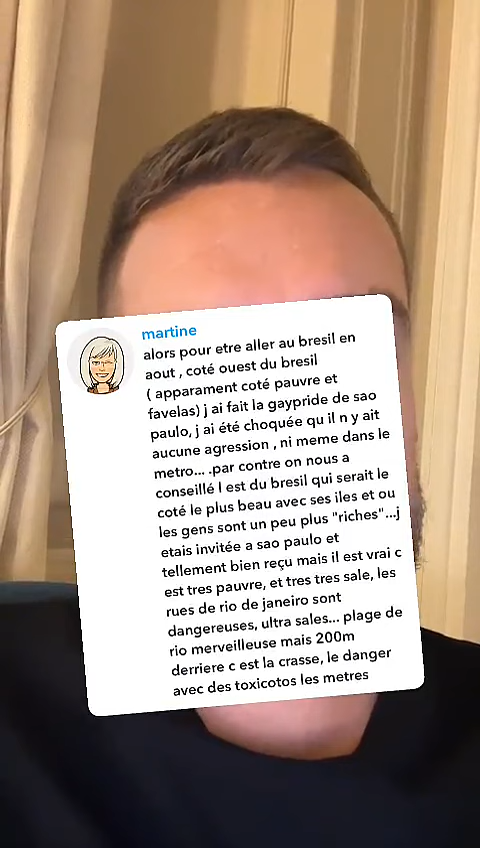 martine
alors pour etre aller au bresil en
aout , coté ouest du bresil
( apparament coté pauvre et
favelas) j ai fait la gaypride de sao
paulo, j ai été choquée qu il n y ait
aucune agression , ni meme dans le
metro... .par contre on nous a
conseillé l est du bresil qui serait le
coté le plus beau avec ses iles et ou
les gens sont un peu plus "riches"...j
etais invitée a sao paulo et
tellement bien reçu mais il est vrai c
est tres pauvre, et tres tres sale, les
rues de rio de janeiro sont
dangereuses, ultra sales... plage de
rio merveilleuse mais 200m
derriere c est la crasse, le danger
avec des toxicotos les metres